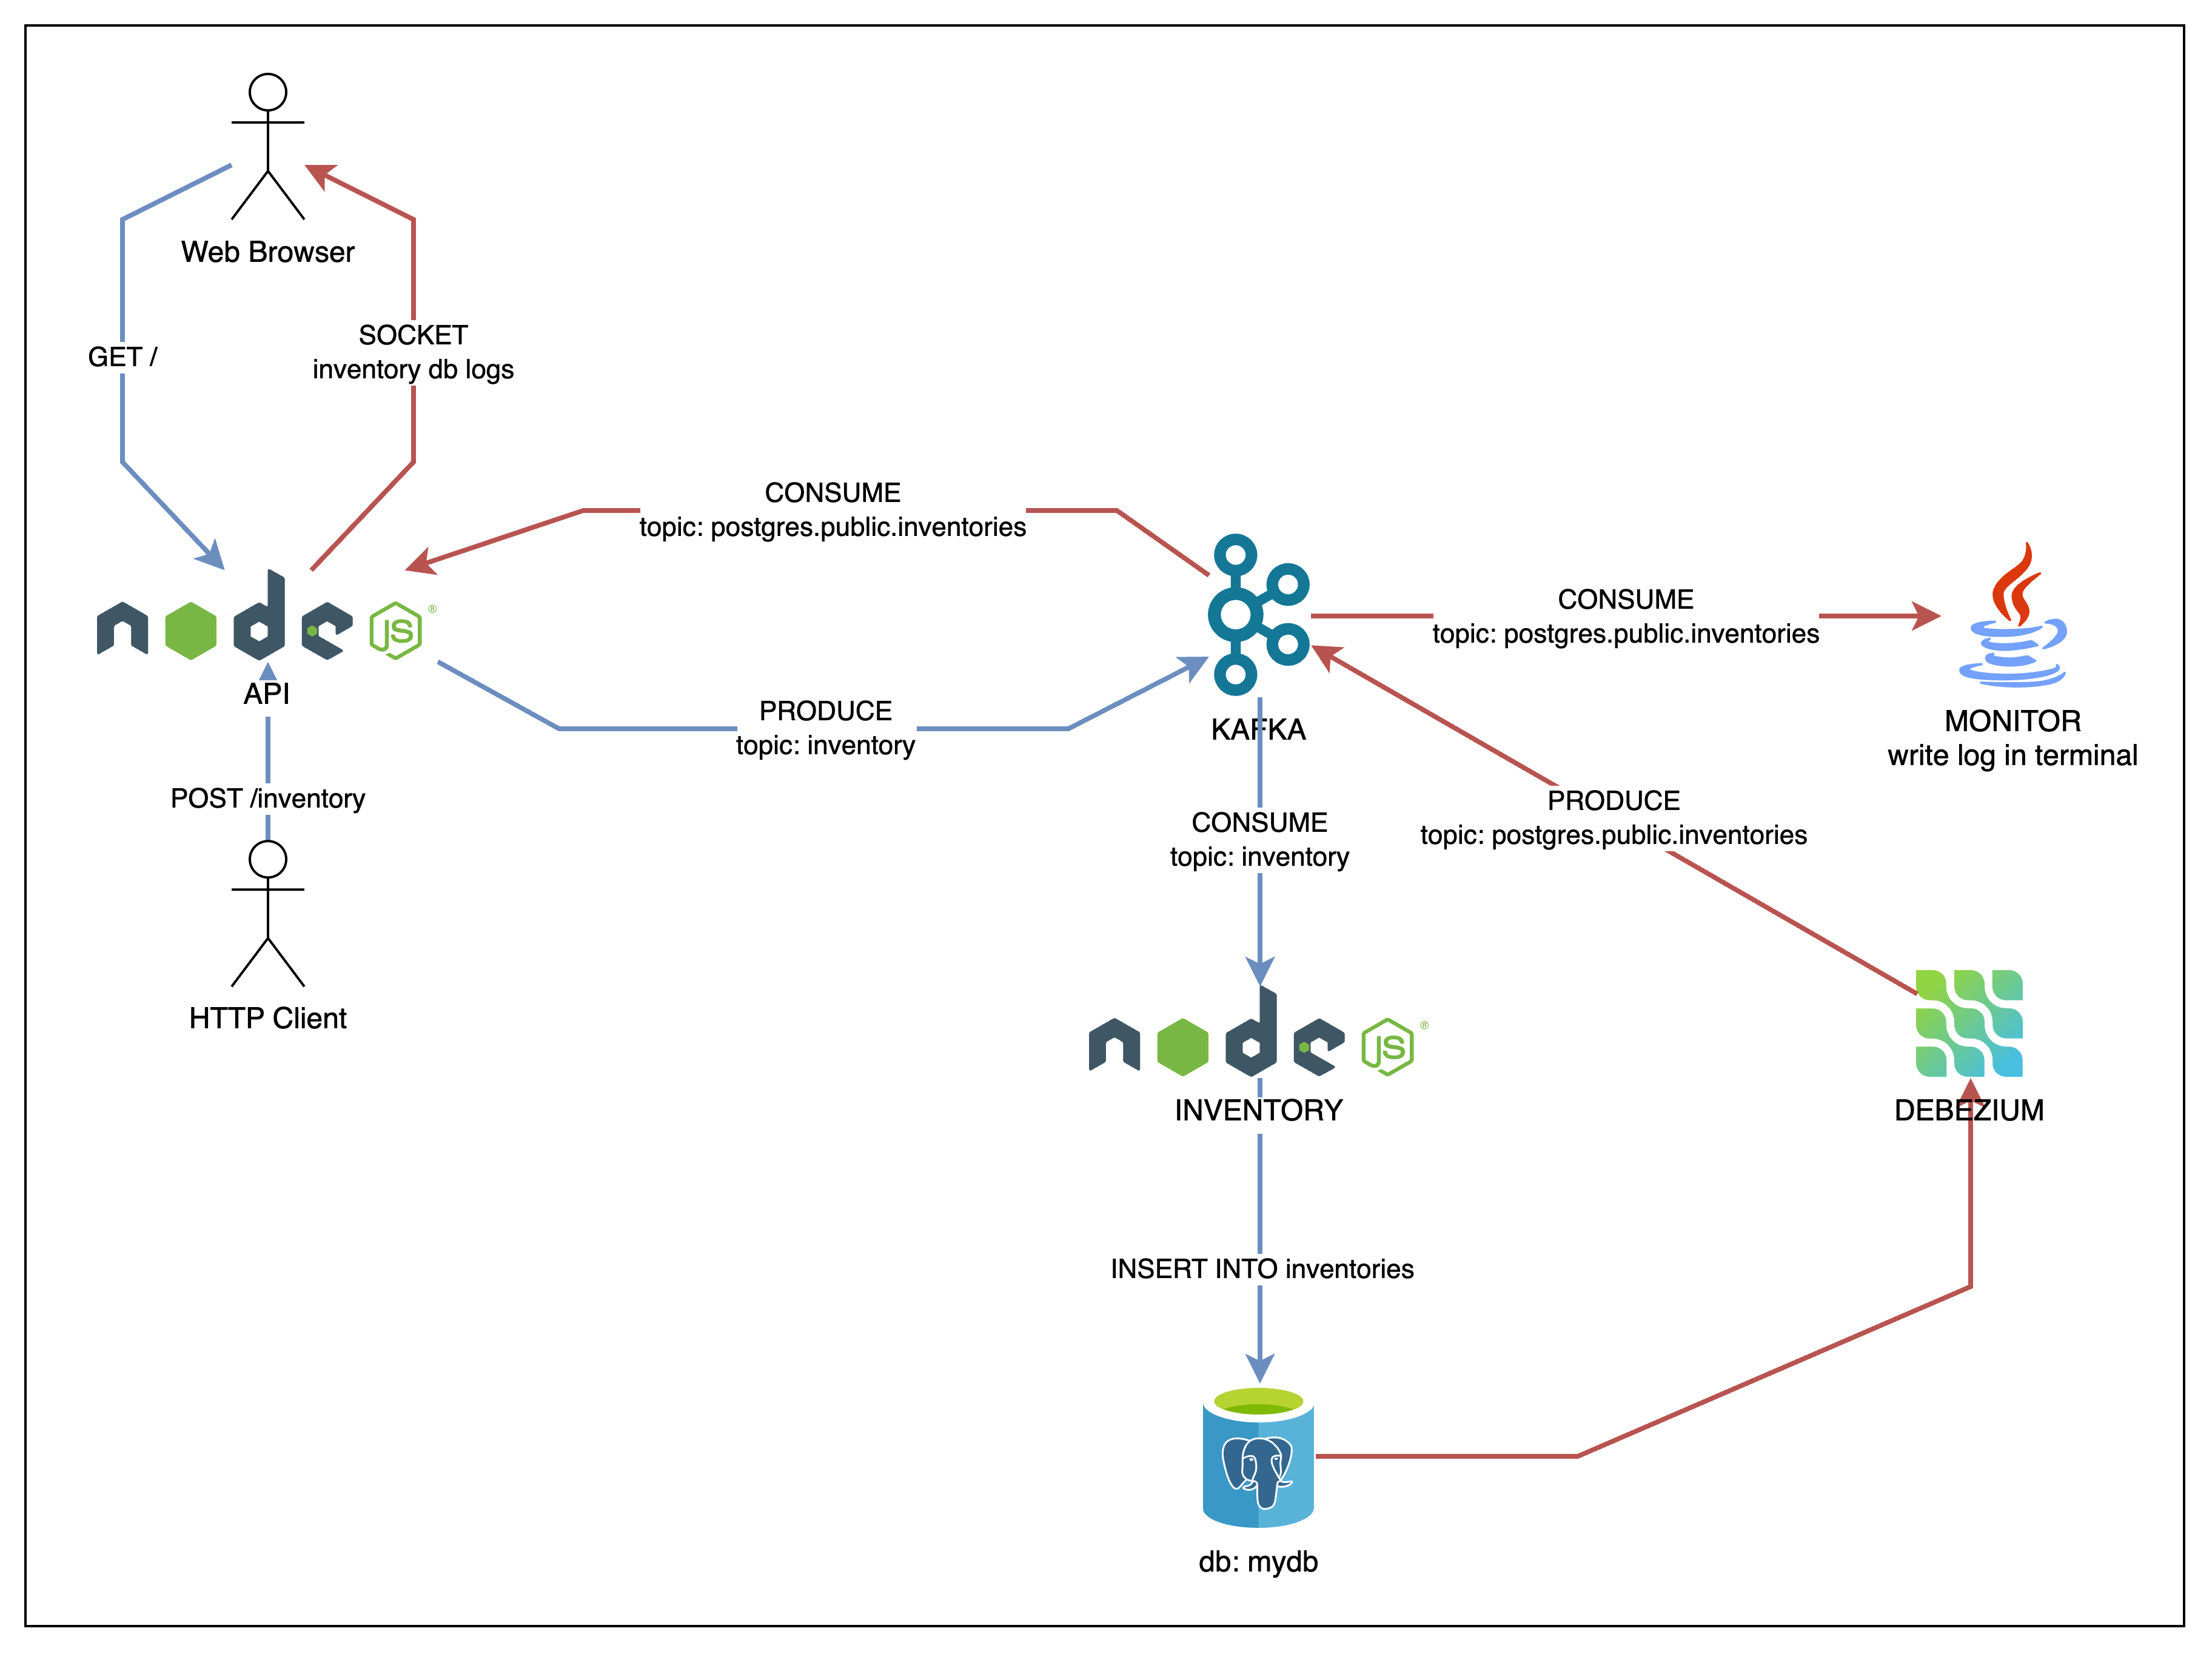 Web Browser
GET /
SOCKET
inventory db logs
CONSUME
topic: postgres.public.inventories
CONSUME
topic: postgres.public.inventories
node JS ®
API
PRODUCE
topic: inventory
KAFKA
MONITOR
write log in terminal
POST /inventory
CONSUME
topic: inventory
PRODUCE
topic: postgres.public.inventories
HTTP Client
node JS ®
INVENTORY
DEBEZIUM
INSERT INTO inventories
db: mydb